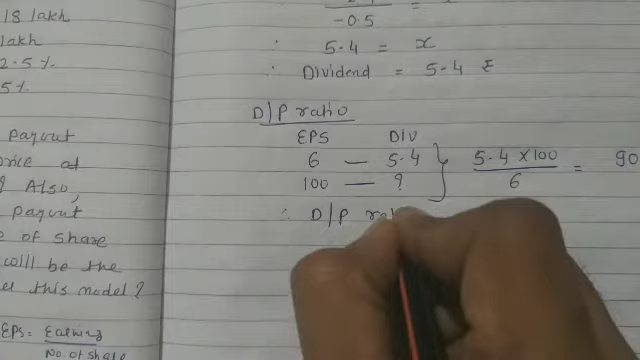 18 lakh
lakh
2.5 %.
5 %.
payout
price at
Also,
payout
e of share
will be the
this model?
EPS = Earning
No. of share
-0.5
∴ 5.4 = x
∴ Dividend = 5.4 ₹
D/P ratio
EPS DIV
6 — 5.4
100 — ?
5.4 × 100 = 90
6
∴ D/P rat